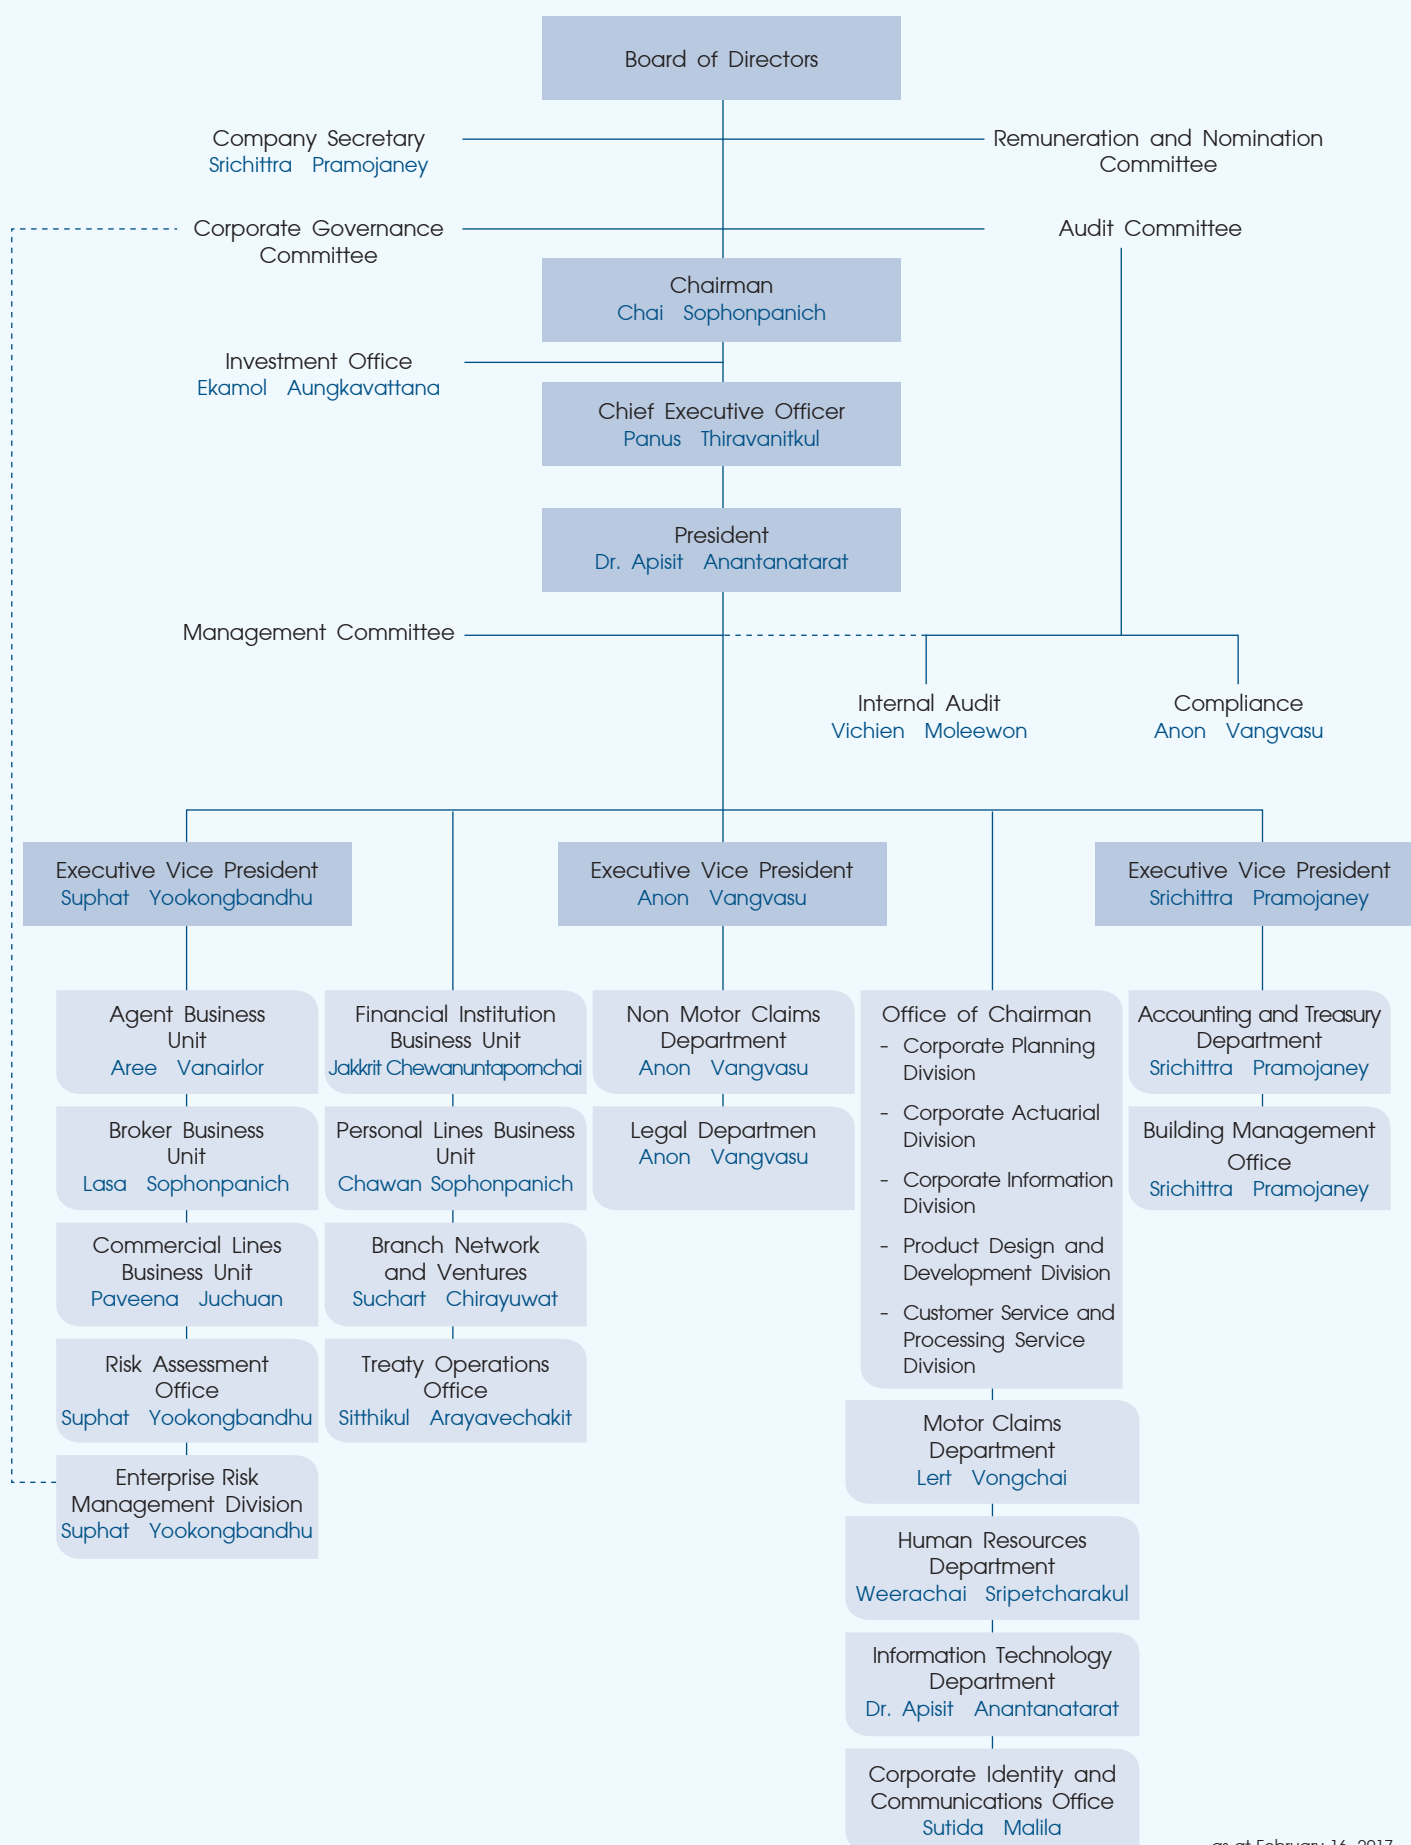 Board of Directors
Company Secretary
Srichittra Pramojaney
Remuneration and Nomination
Committee
Corporate Governance
Committee
Audit Committee
Chairman
Chai Sophonpanich
Investment Office
Ekamol Aungkavattana
Chief Executive Officer
Panus Thiravanitkul
President
Dr. Apisit Anantanatarat
Management Committee
Internal Audit
Vichien Moleewon
Compliance
Anon Vangvasu
Executive Vice President
Suphat Yookongbandhu
Executive Vice President
Anon Vangvasu
Executive Vice President
Srichittra Pramojaney
Agent Business
Unit
Aree Vanairlor
Broker Business
Unit
Lasa Sophonpanich
Commercial Lines
Business Unit
Paveena Juchuan
Risk Assessment
Office
Suphat Yookongbandhu
Enterprise Risk
Management Division
Suphat Yookongbandhu
Financial Institution
Business Unit
Jakkrit Chewanuntapornchai
Personal Lines Business
Unit
Chawan Sophonpanich
Branch Network
and Ventures
Suchart Chirayuwat
Treaty Operations
Office
Sitthikul Arayavechakit
Non Motor Claims
Department
Anon Vangvasu
Legal Departmen
Anon Vangvasu
Office of Chairman
- Corporate Planning
Division
- Corporate Actuarial
Division
- Corporate Information
Division
- Product Design and
Development Division
- Customer Service and
Processing Service
Division
Motor Claims
Department
Lert Vongchai
Human Resources
Department
Weerachai Sripetcharakul
Information Technology
Department
Dr. Apisit Anantanatarat
Corporate Identity and
Communications Office
Sutida Malila
Accounting and Treasury
Department
Srichittra Pramojaney
Building Management
Office
Srichittra Pramojaney
as at February 16, 2017